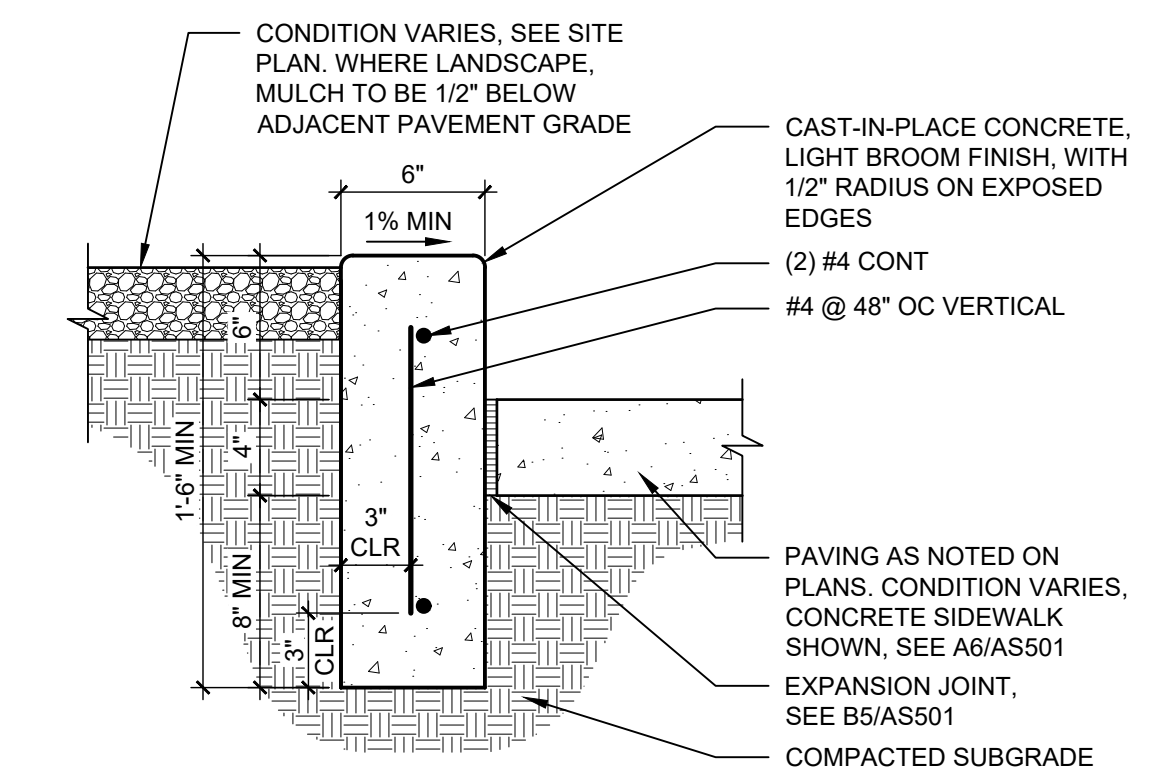 CONDITION VARIES, SEE SITE
PLAN. WHERE LANDSCAPE,
MULCH TO BE 1/2" BELOW
ADJACENT PAVEMENT GRADE
CAST-IN-PLACE CONCRETE,
LIGHT BROOM FINISH, WITH
1/2" RADIUS ON EXPOSED
EDGES
6"
1% MIN
(2) #4 CONT
#4 @ 48" OC VERTICAL
6"
4"
1'-6" MIN
8" MIN
3"
CLR
3"
CLR
PAVING AS NOTED ON
PLANS. CONDITION VARIES,
CONCRETE SIDEWALK
SHOWN, SEE A6/AS501
EXPANSION JOINT,
SEE B5/AS501
COMPACTED SUBGRADE